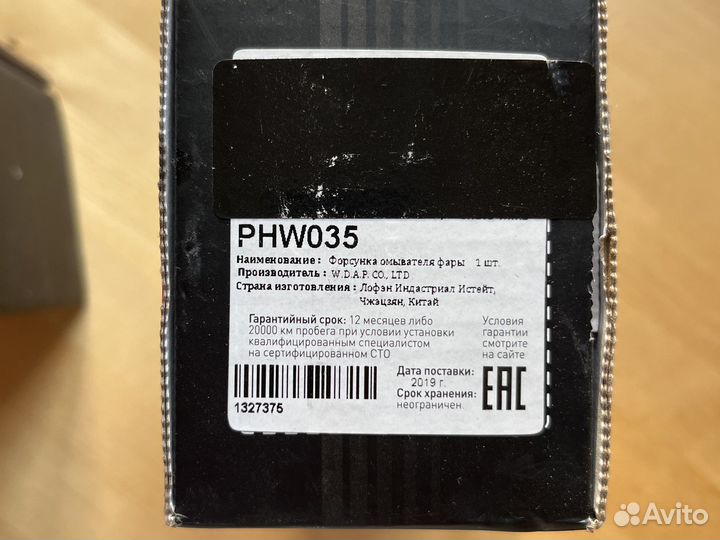 PHW035
Наименование : Форсунка омывателя фары 1 шт.
Производитель : W.D.A.P. CO., LTD
Страна изготовления : Лофэн Индастриал Истейт,
Чжэцзян, Китай
Гарантийный срок: 12 месяцев либо
20000 км пробега при условии установки
квалифицированным специалистом
на сертифицированном СТО
Условия
гарантии
смотрите
на сайте
1327375
Дата поставки:
2019 г.
Срок хранения:
неограничен
EAC
Avito